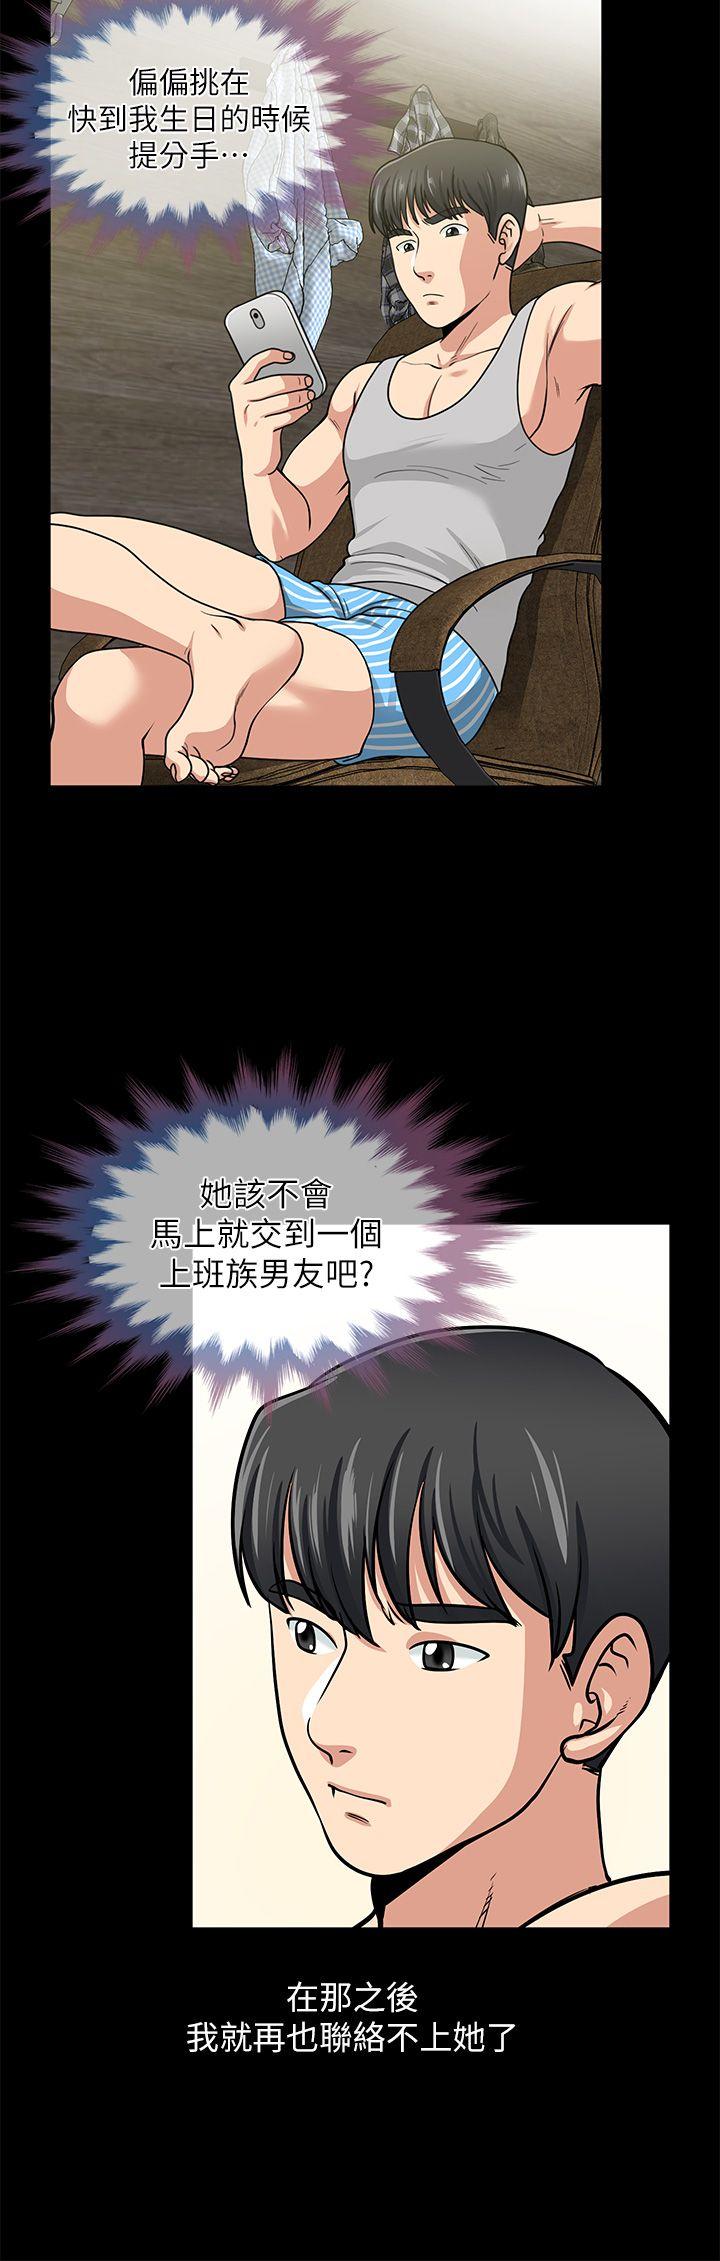 偏偏挑在
快到我生日的時候
提分手⋯
她該不會
馬上就交到一個
上班族男友吧?
在那之後
我就再也聯絡不上她了